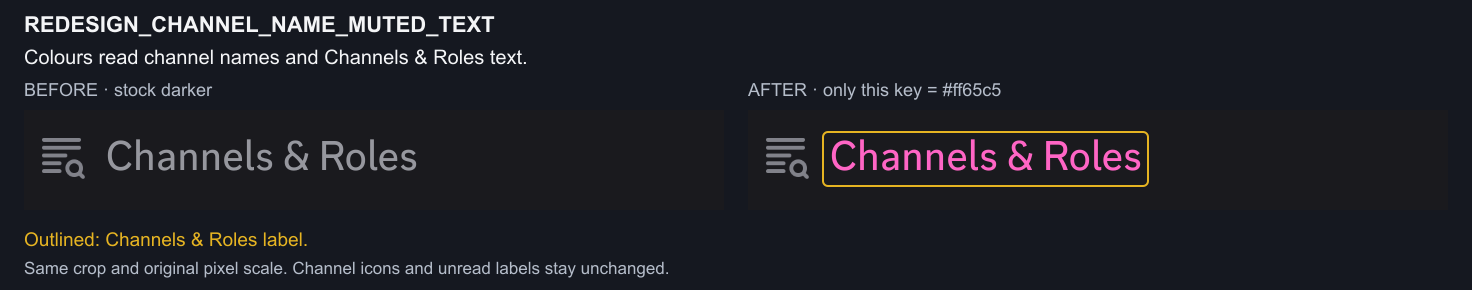 REDESIGN_CHANNEL_NAME_MUTED_TEXT
Colours read channel names and Channels & Roles text.
BEFORE · stock darker
AFTER · only this key = #ff65c5
Channels & Roles
Channels & Roles
Outlined: Channels & Roles label.
Same crop and original pixel scale. Channel icons and unread labels stay unchanged.